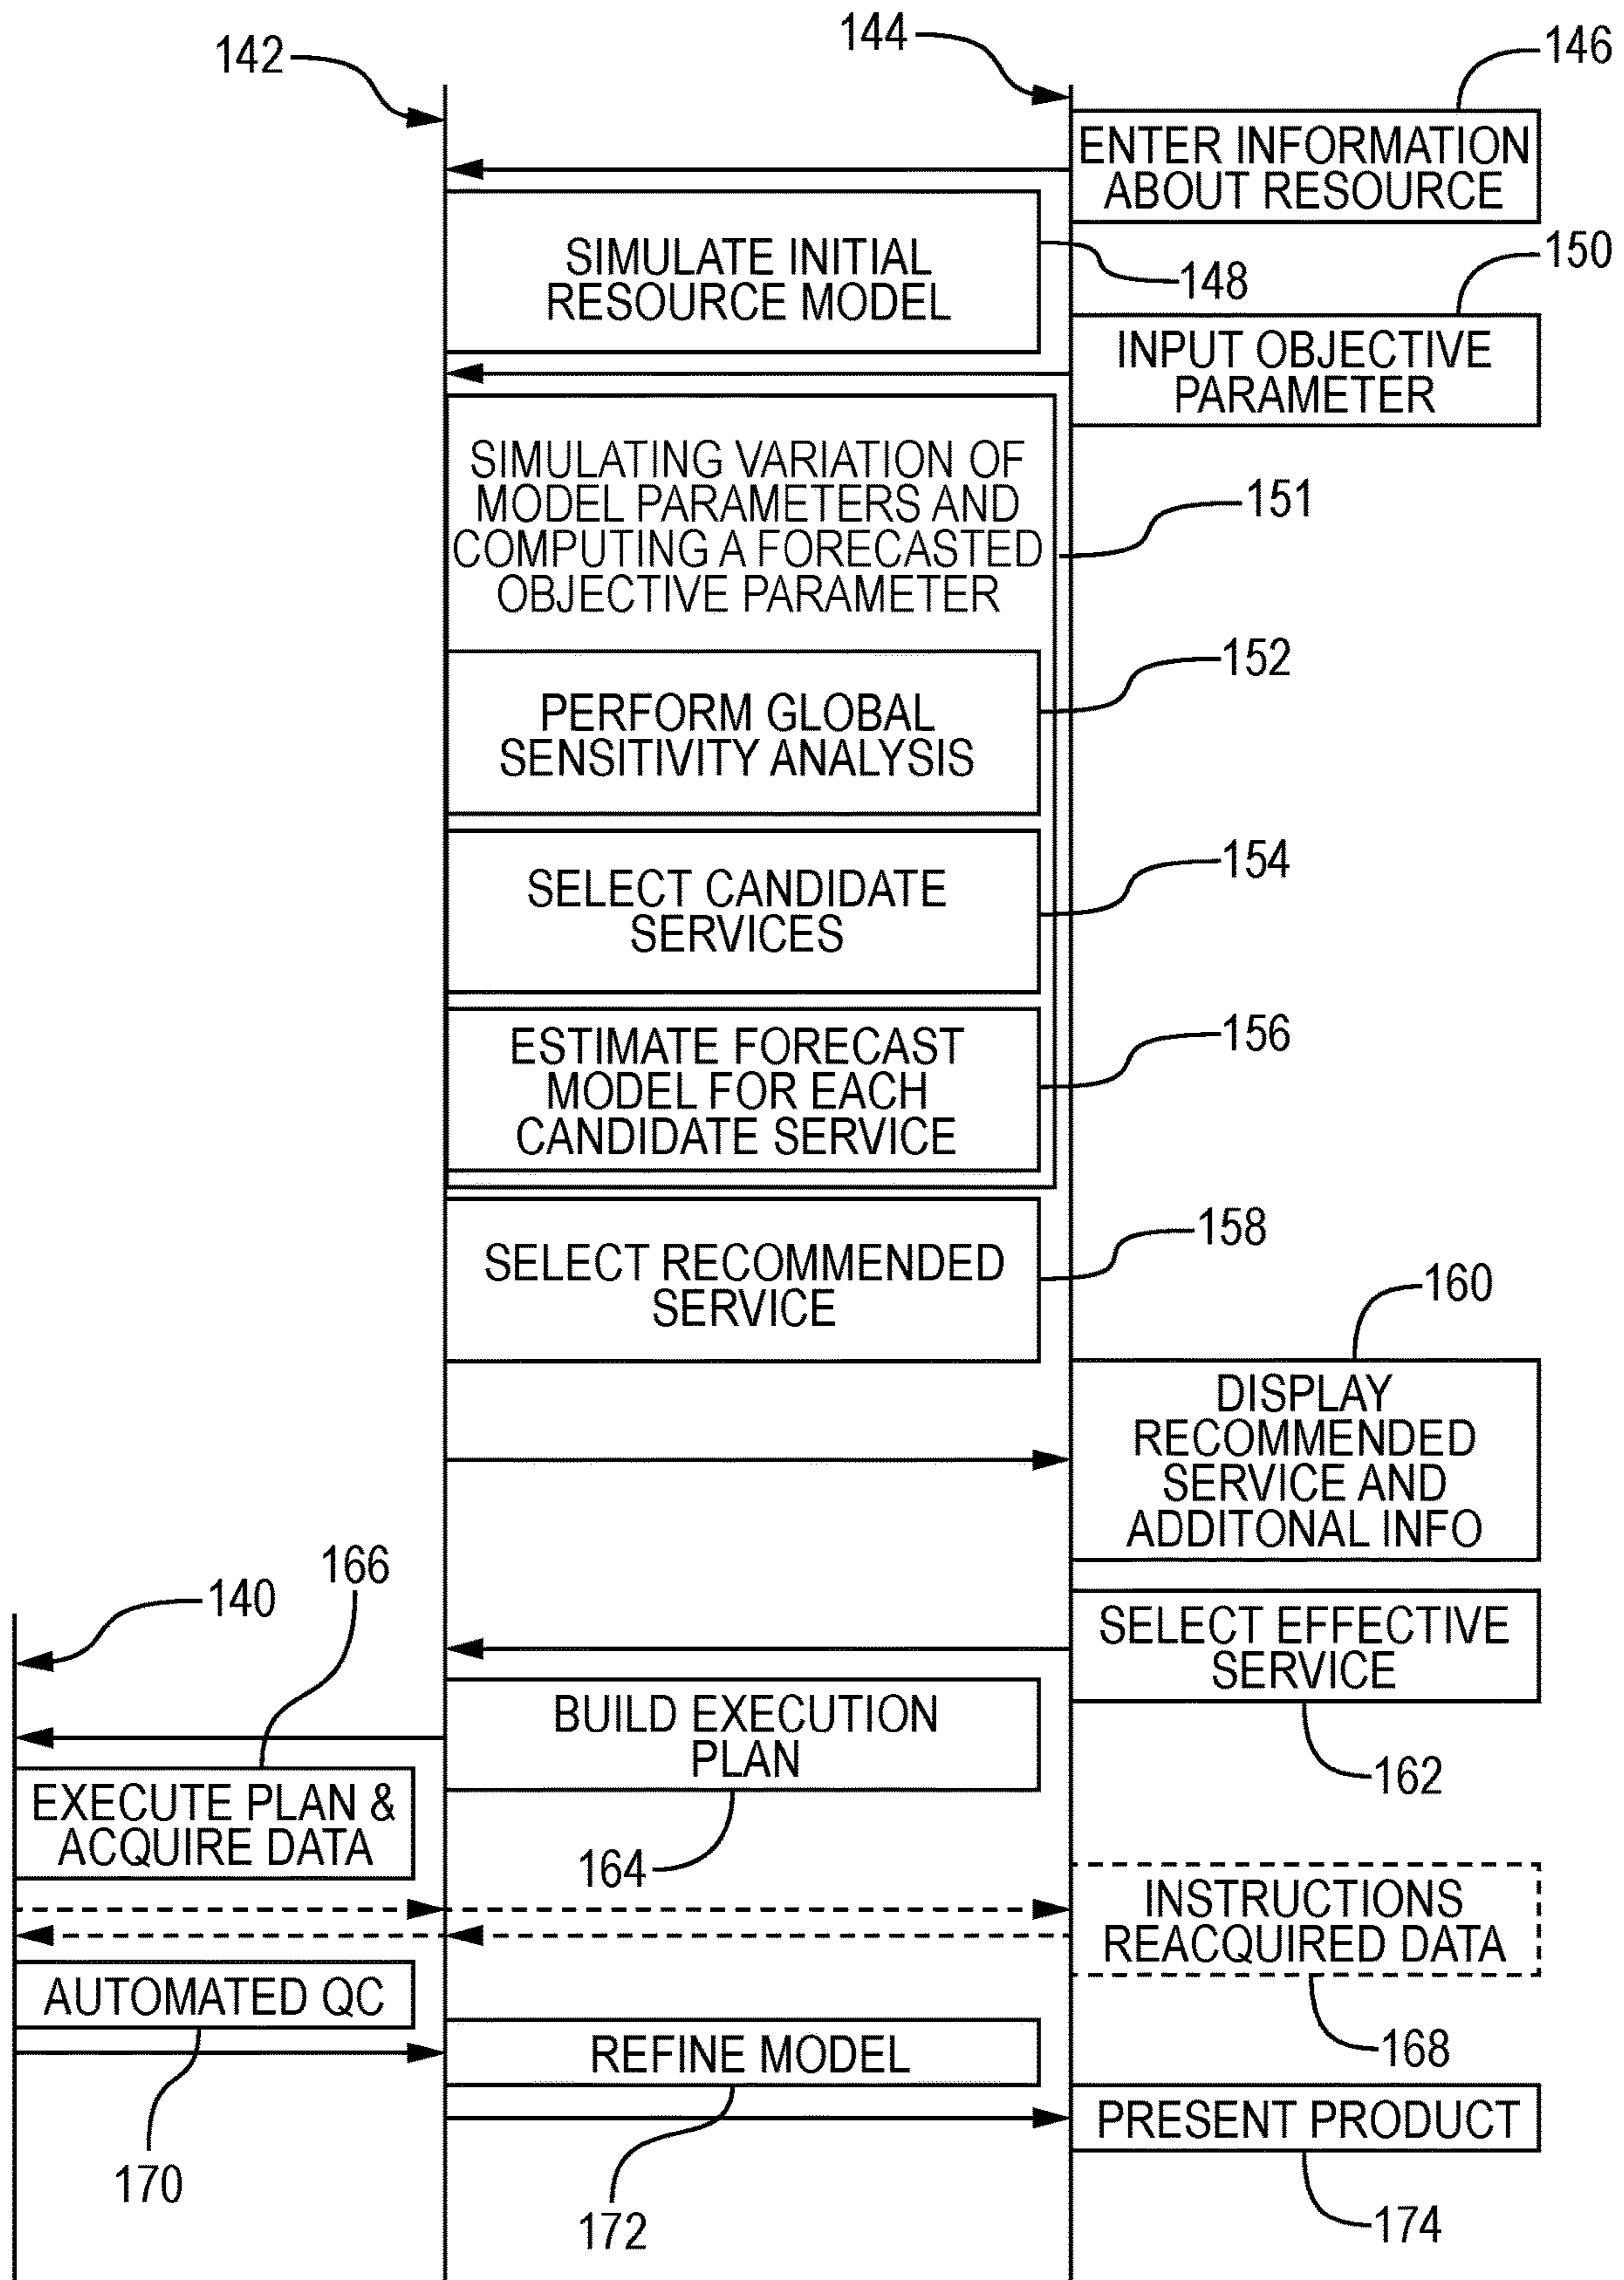 142
144
146
ENTER INFORMATION
ABOUT RESOURCE
SIMULATE INITIAL
RESOURCE MODEL
148
150
INPUT OBJECTIVE
PARAMETER
SIMULATING VARIATION OF
MODEL PARAMETERS AND
COMPUTING A FORECASTED
OBJECTIVE PARAMETER
151
PERFORM GLOBAL
SENSITIVITY ANALYSIS
152
SELECT CANDIDATE
SERVICES
154
ESTIMATE FORECAST
MODEL FOR EACH
CANDIDATE SERVICE
156
SELECT RECOMMENDED
SERVICE
158
160
DISPLAY
RECOMMENDED
SERVICE AND
ADDITONAL INFO
166
140
SELECT EFFECTIVE
SERVICE
162
BUILD EXECUTION
PLAN
164
EXECUTE PLAN &
ACQUIRE DATA
INSTRUCTIONS
REACQUIRED DATA
168
AUTOMATED QC
170
REFINE MODEL
172
PRESENT PRODUCT
174